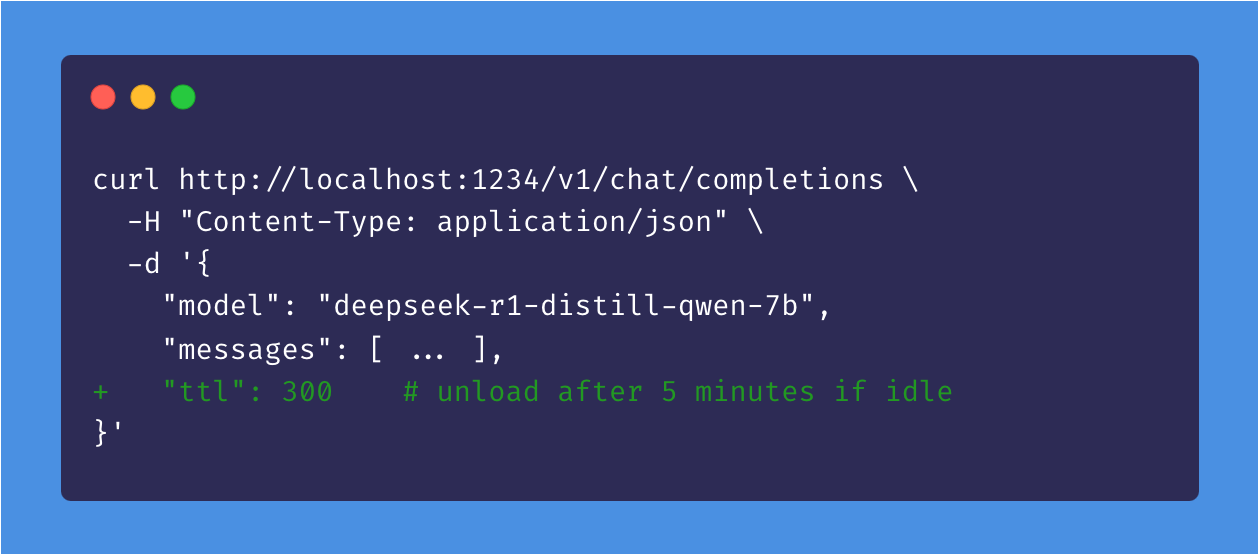 curl http://localhost:1234/v1/chat/completions \
  -H "Content-Type: application/json" \
  -d '{
    "model": "deepseek-r1-distill-qwen-7b",
    "messages": [ ... ],
+   "ttl": 300    # unload after 5 minutes if idle
}'